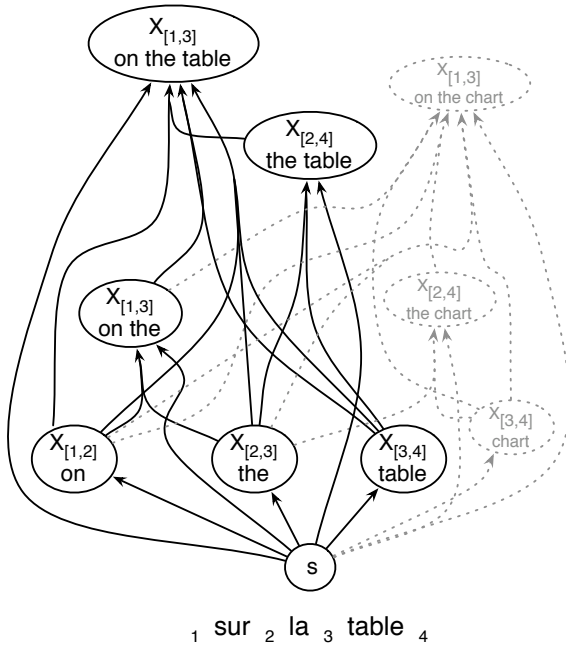 X[1,3]
on the table
X[1,3]
on the chart
X[2,4]
the table
X[2,4]
the chart
X[1,3]
on the
X[1,2]
on
X[2,3]
the
X[3,4]
table
X[3,4]
chart
s
1 sur 2 la 3 table 4